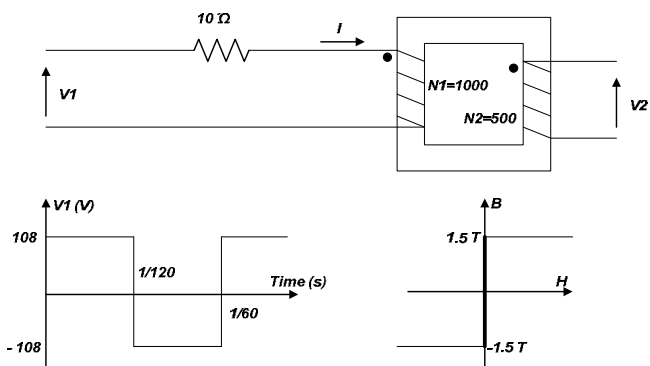 10 Ω
I
V1
N1=1000
N2=500
V2
V1 (V)
108
1/120
Time (s)
1/60
- 108
B
1.5 T
H
-1.5 T